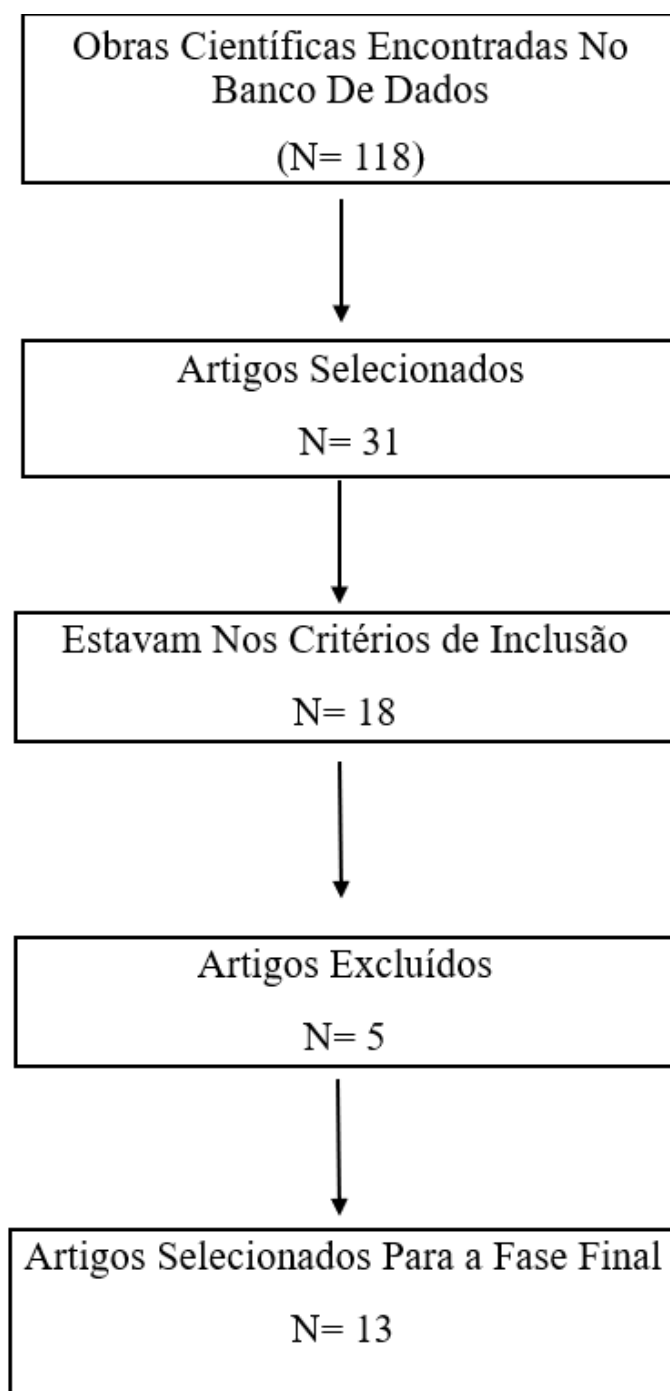 Obras Científicas Encontradas No
Banco De Dados
(N= 118)
Artigos Selecionados
N= 31
Estavam Nos Critérios de Inclusão
N= 18
Artigos Excluídos
N= 5
Artigos Selecionados Para a Fase Final
N= 13